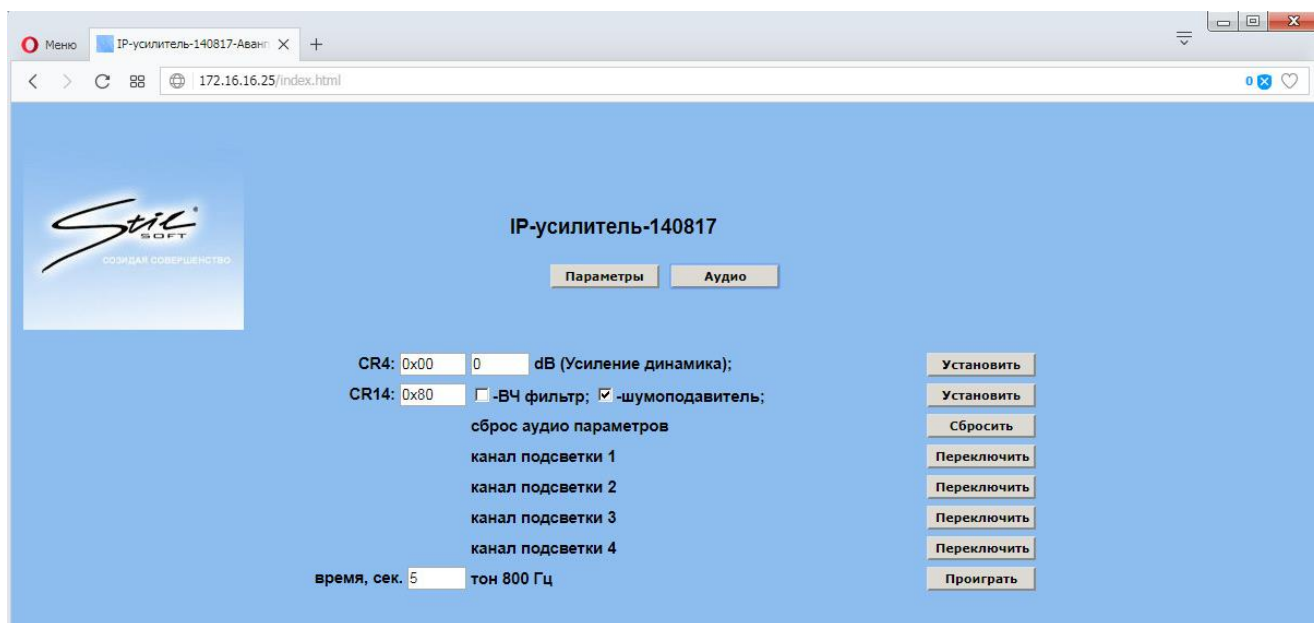 Меню
IP-усилитель-140817-Аванп
172.16.16.25/index.html
0
Stil
SOFT
СОЗИДАЯ СОВЕРШЕНСТВО
IP-усилитель-140817
Параметры Аудио
CR4: 0x00 0 dB (Усиление динамика); Установить
CR14: 0x80 -ВЧ фильтр; -шумоподавитель; Установить
сброс аудио параметров Сбросить
канал подсветки 1 Переключить
канал подсветки 2 Переключить
канал подсветки 3 Переключить
канал подсветки 4 Переключить
время, сек. 5 тон 800 Гц Проиграть